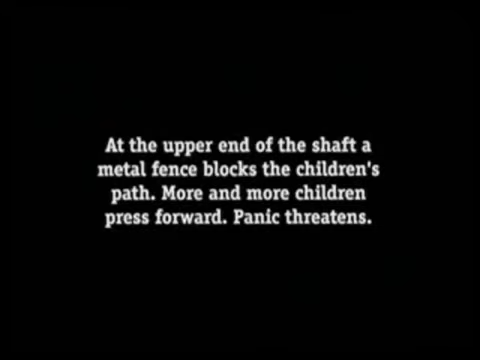 At the upper end of the shaft a
metal fence blocks the children's
path. More and more children
press forward. Panic threatens.